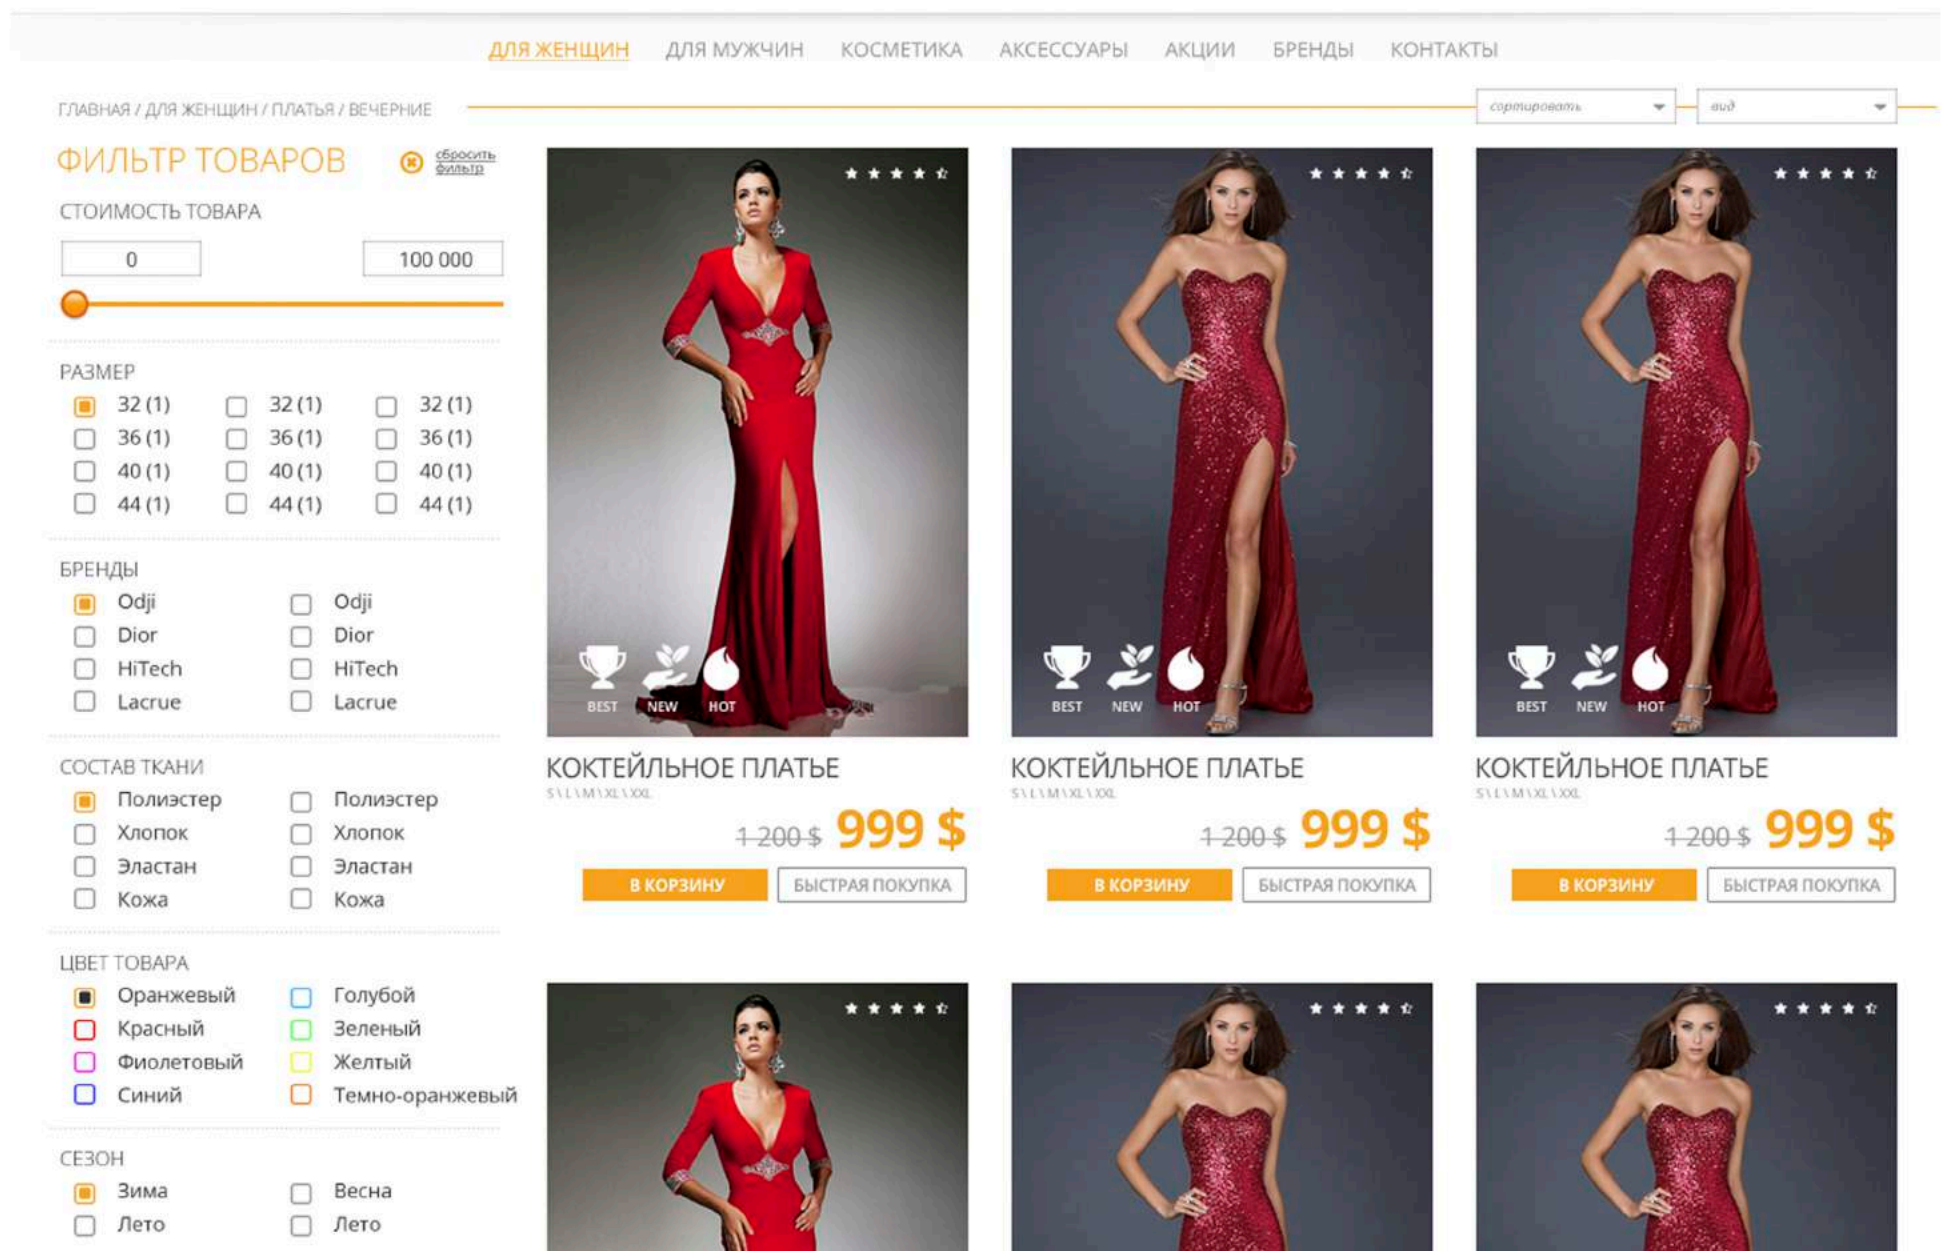 ДЛЯ ЖЕНЩИН ДЛЯ МУЖЧИН КОСМЕТИКА АКСЕССУАРЫ АКЦИИ БРЕНДЫ КОНТАКТЫ
ГЛАВНАЯ / ДЛЯ ЖЕНЩИН / ПЛАТЬЯ / ВЕЧЕРНИЕ
сортировать вид
ФИЛЬТР ТОВАРОВ
сбросить
фильтр
СТОИМОСТЬ ТОВАРА
0 100 000
РАЗМЕР
32 (1) 32 (1) 32 (1)
36 (1) 36 (1) 36 (1)
40 (1) 40 (1) 40 (1)
44 (1) 44 (1) 44 (1)
БРЕНДЫ
Odji Odji
Dior Dior
HiTech HiTech
Lacrue Lacrue
СОСТАВ ТКАНИ
Полиэстер Полиэстер
Хлопок Хлопок
Эластан Эластан
Кожа Кожа
ЦВЕТ ТОВАРА
Оранжевый Голубой
Красный Зеленый
Фиолетовый Желтый
Синий Темно-оранжевый
СЕЗОН
Зима Весна
Лето Лето
BEST NEW HOT
КОКТЕЙЛЬНОЕ ПЛАТЬЕ
S \ L \ M \ XL \ XXL
1 200 $ 999 $
В КОРЗИНУ БЫСТРАЯ ПОКУПКА
BEST NEW HOT
КОКТЕЙЛЬНОЕ ПЛАТЬЕ
S \ L \ M \ XL \ XXL
1 200 $ 999 $
В КОРЗИНУ БЫСТРАЯ ПОКУПКА
BEST NEW HOT
КОКТЕЙЛЬНОЕ ПЛАТЬЕ
S \ L \ M \ XL \ XXL
1 200 $ 999 $
В КОРЗИНУ БЫСТРАЯ ПОКУПКА